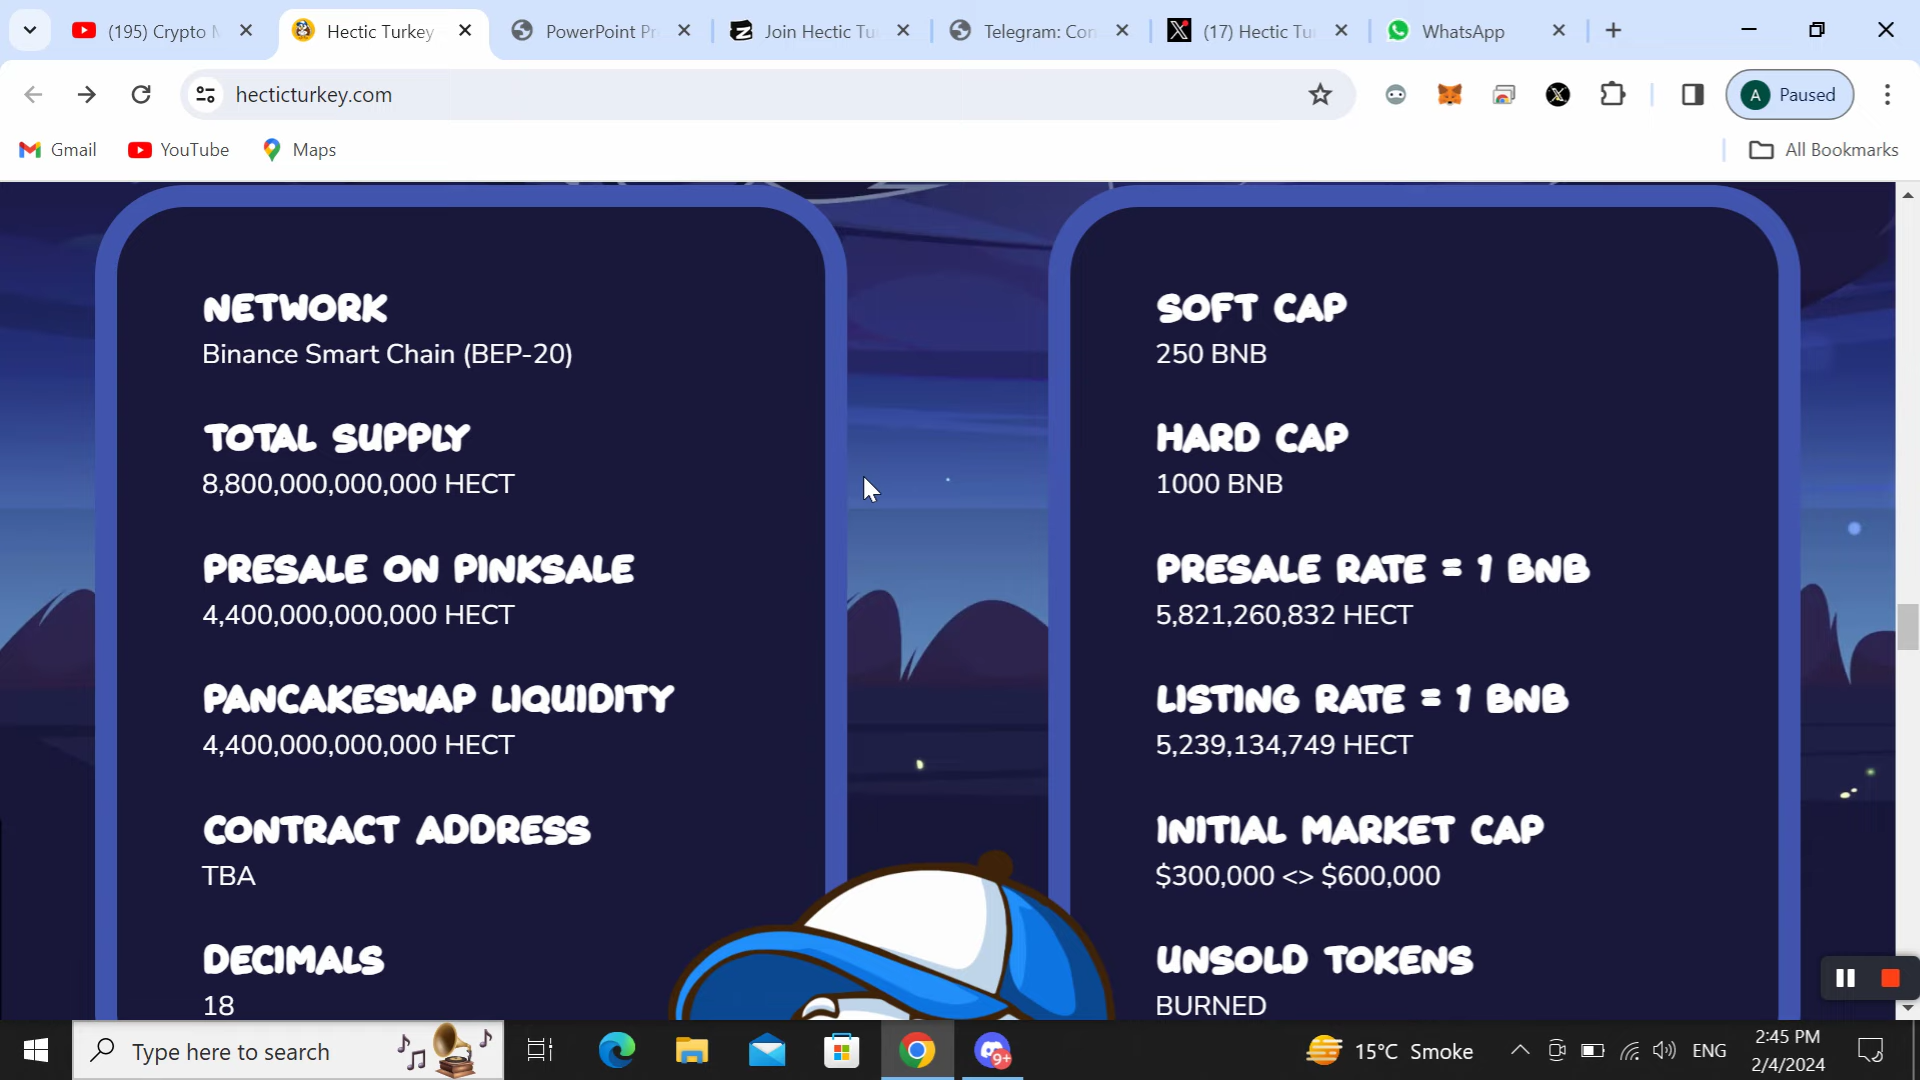 (195) Crypto M
Hectic Turkey
PowerPoint Pr
Join Hectic Tu
Telegram: Con
(17) Hectic Tu
WhatsApp
hecticturkey.com
A
Paused
Gmail
YouTube
Maps
All Bookmarks
NETWORK
Binance Smart Chain (BEP-20)
TOTAL SUPPLY
8,800,000,000,000 HECT
PRESALE ON PINKSALE
4,400,000,000,000 HECT
PANCAKESWAP LIQUIDITY
4,400,000,000,000 HECT
CONTRACT ADDRESS
TBA
DECIMALS
18
SOFT CAP
250 BNB
HARD CAP
1000 BNB
PRESALE RATE = 1 BNB
5,821,260,832 HECT
LISTING RATE = 1 BNB
5,239,134,749 HECT
INITIAL MARKET CAP
$300,000 <> $600,000
UNSOLD TOKENS
BURNED
Type here to search
9+
15°C Smoke
ENG
2:45 PM
2/4/2024